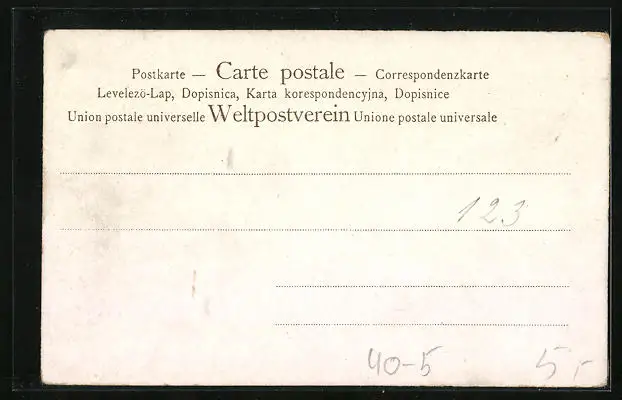 Postkarte — Carte postale — Correspondenzkarte
Levelezö-Lap, Dopisnica, Karta korespondencyjna, Dopisnice
Union postale universelle Weltpostverein Unione postale universale
123
40-5 5,-